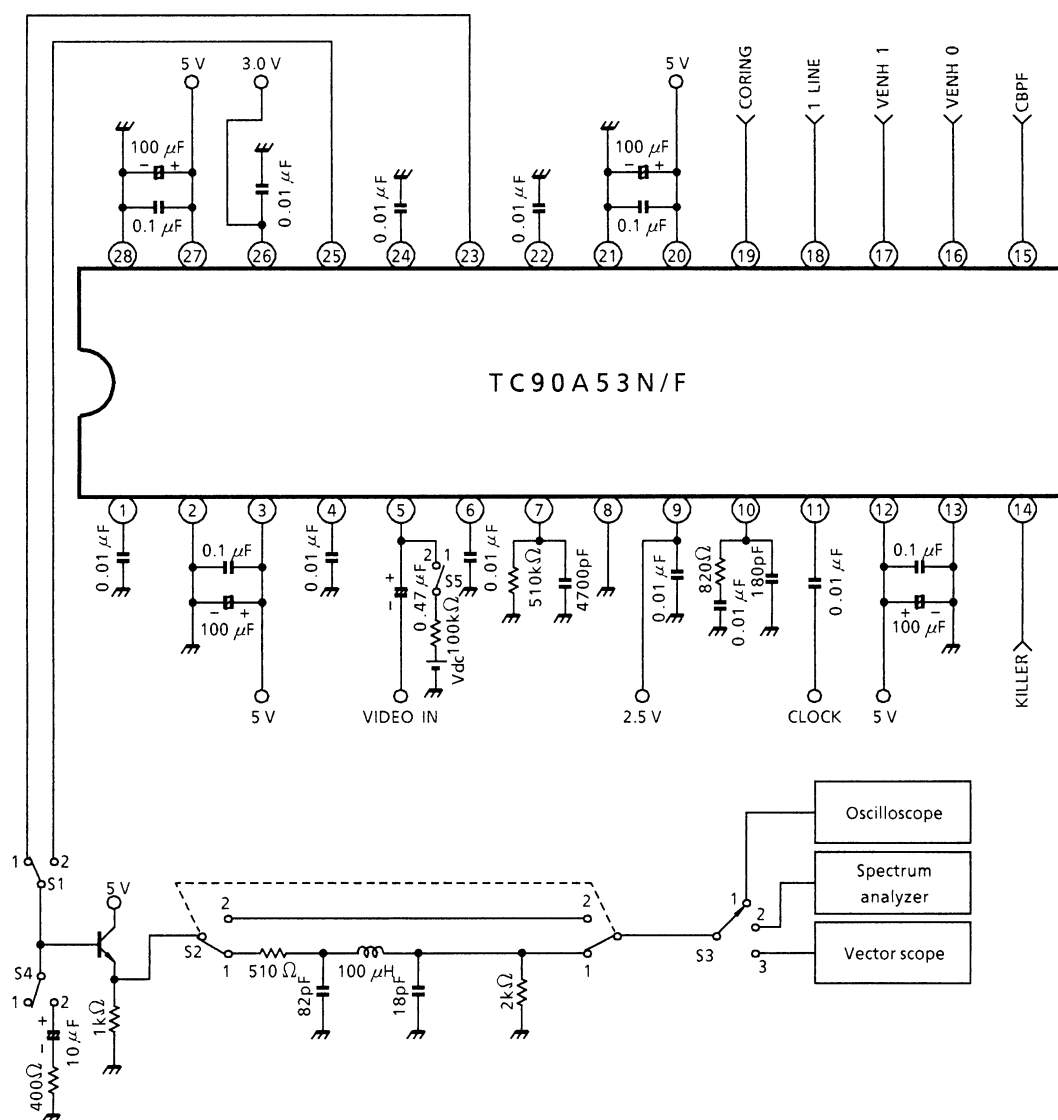 5 V
3.0 V
5 V
CORING
1 LINE
VENH 1
VENH 0
CBPF
100 µF
- +
0.1 µF
0.01 µF
0.01 µF
0.01 µF
100 µF
- +
0.1 µF
28
27
26
25
24
23
22
21
20
19
18
17
16
15
TC90A53N/F
1
2
3
4
5
6
7
8
9
10
11
12
13
14
0.01 µF
0.1 µF
- +
100 µF
5 V
0.01 µF
+
-
0.47 µF
VIDEO IN
2 1
S5
100kΩ
Vdc
0.01 µF
510kΩ
4700pF
2.5 V
0.01 µF
820Ω
0.01 µF
180pF
0.01 µF
CLOCK
0.1 µF
+ -
100 µF
5 V
KILLER
Oscilloscope
Spectrum
analyzer
Vector scope
1 2
S1
5 V
S4
1 2
+
-
10 µF
400Ω
1kΩ
2
S2
1
510 Ω
82pF
100 µH
18pF
2kΩ
2
1
S3
1
2
3